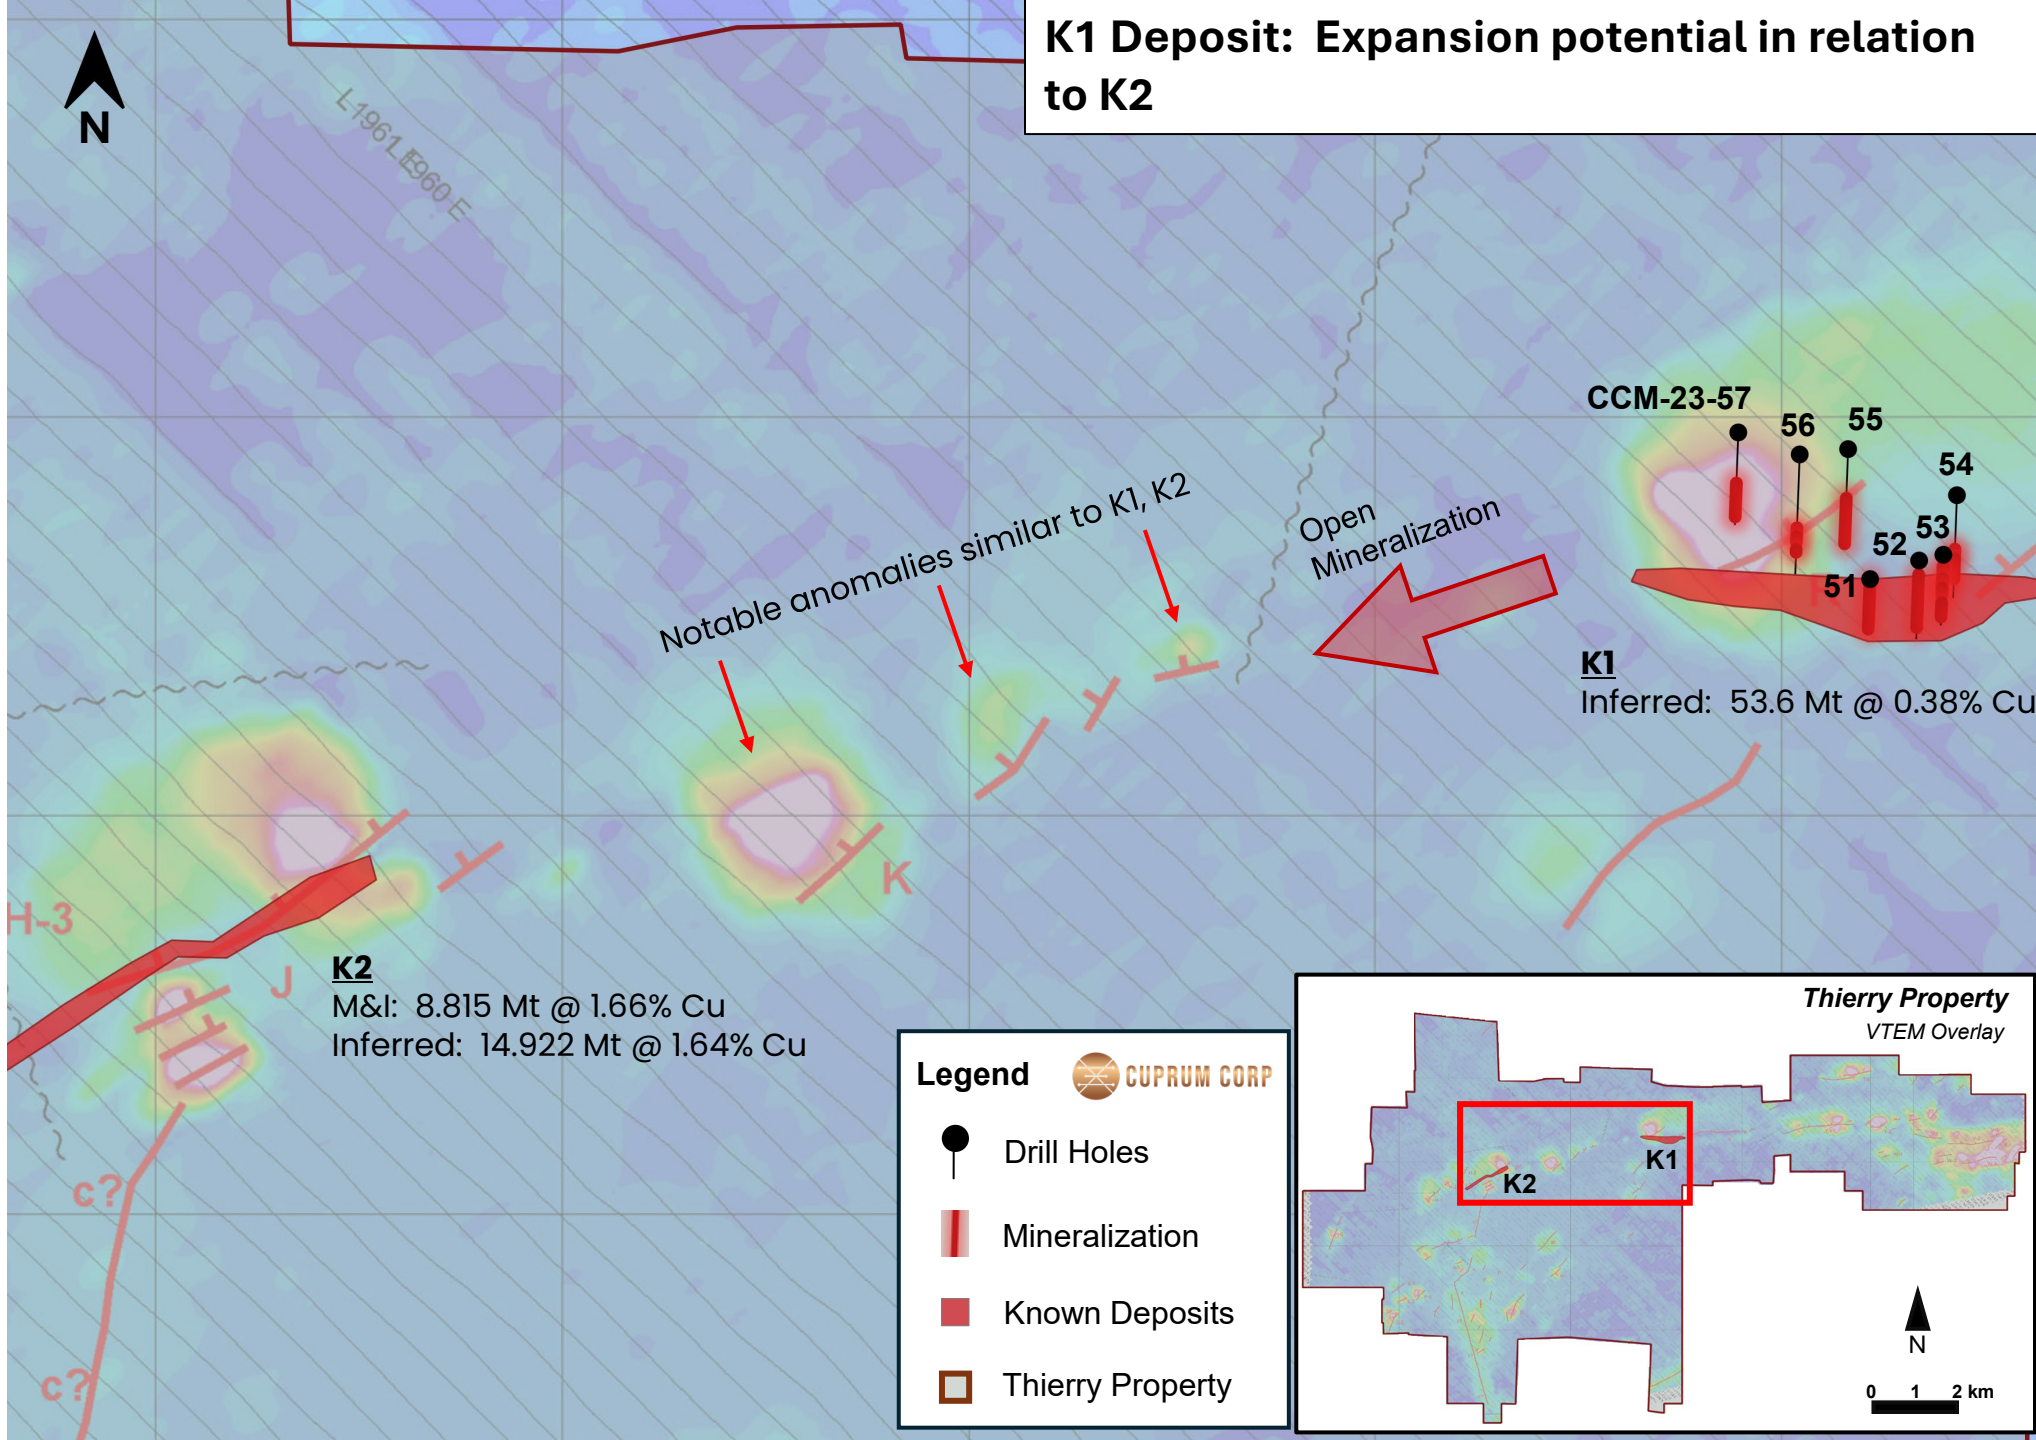 K1 Deposit:  Expansion potential in relation
to K2
N
L1960 E
CCM-23-57
56
55
54
53
52
51
Open
Mineralization
Notable anomalies similar to K1, K2
K1
Inferred:  53.6 Mt @ 0.38% Cu
K
H-3
J
K2
M&I:  8.815 Mt @ 1.66% Cu
Inferred:  14.922 Mt @ 1.64% Cu
c?
c?
Legend
CUPRUM CORP
Drill Holes
Mineralization
Known Deposits
Thierry Property
Thierry Property
VTEM Overlay
K1
K2
N
0 1 2 km